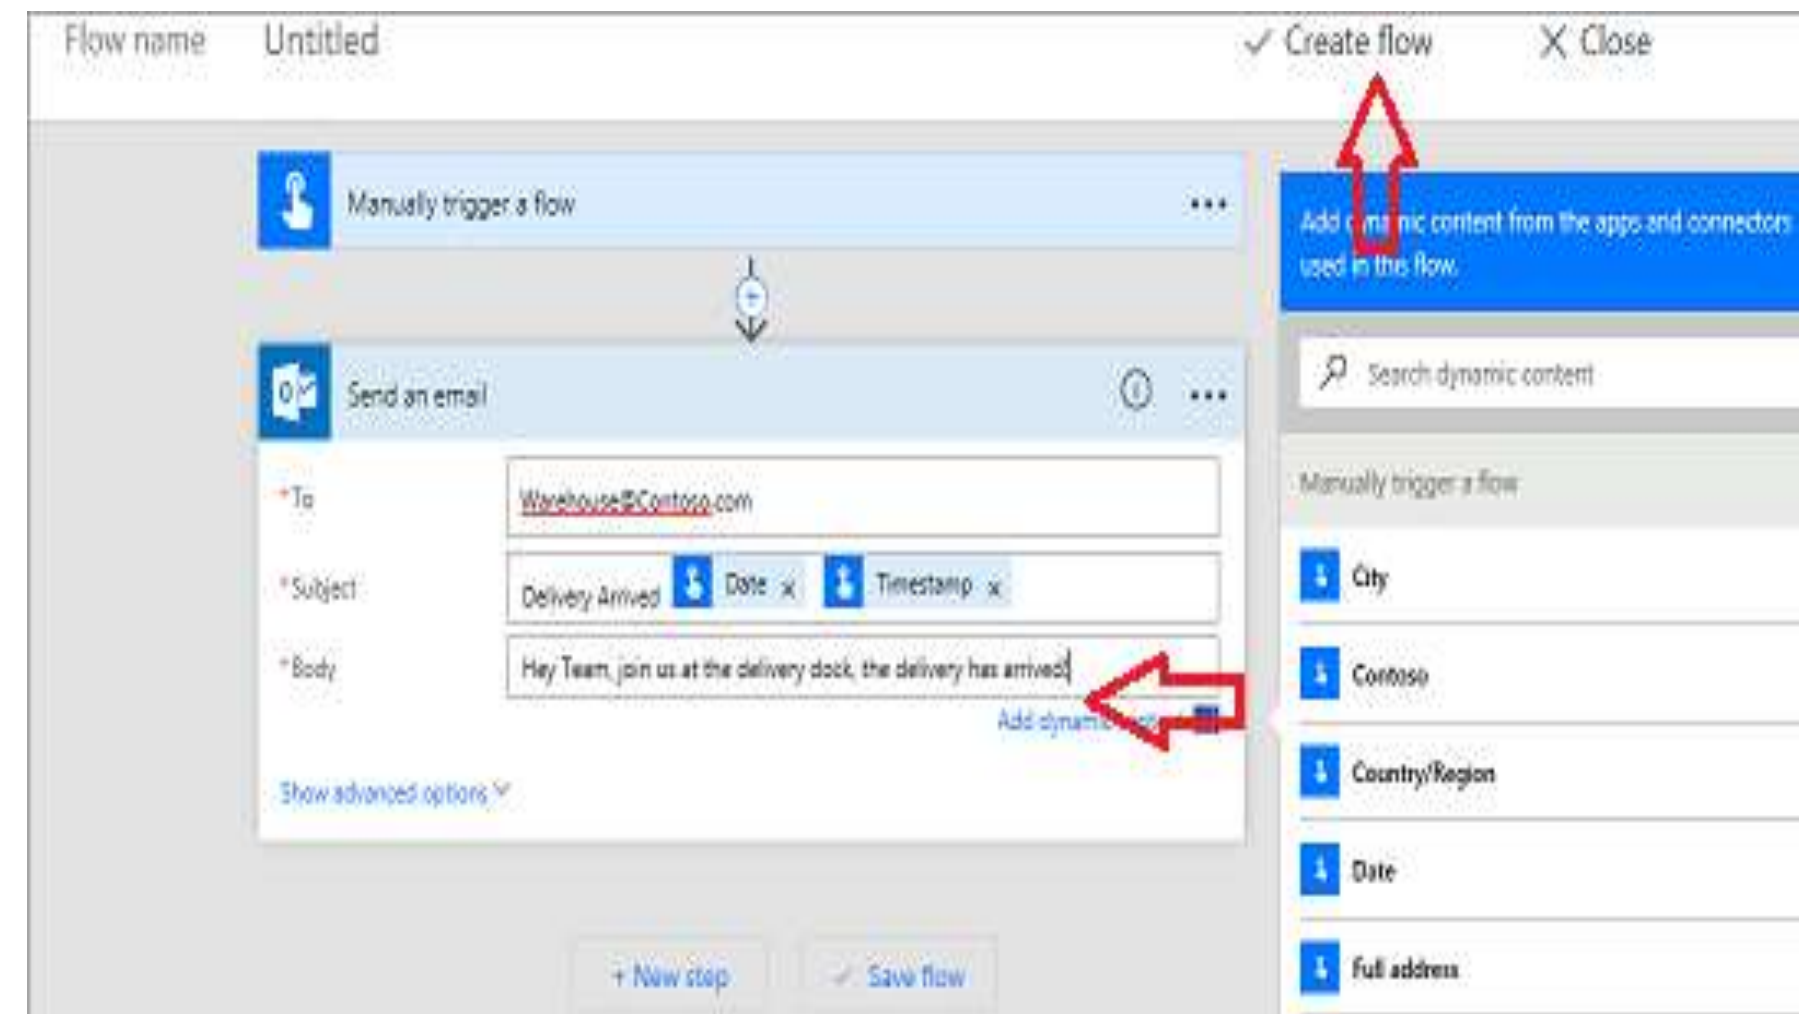 Flow name Untitled ✓ Create flow X Close
Manually trigger a flow ...
Add dynamic content from the apps and connectors
used in this flow.
Search dynamic content
Send an email ...
*To Warehouse@Contoso.com
*Subject Delivery Arrived Date x Timestamp x
*Body Hey Team, join us at the delivery dock, the delivery has arrived!
Add dynamic
Show advanced options
+ New step Save flow
Manually trigger a flow
City
Contoso
Country/Region
Date
Full address